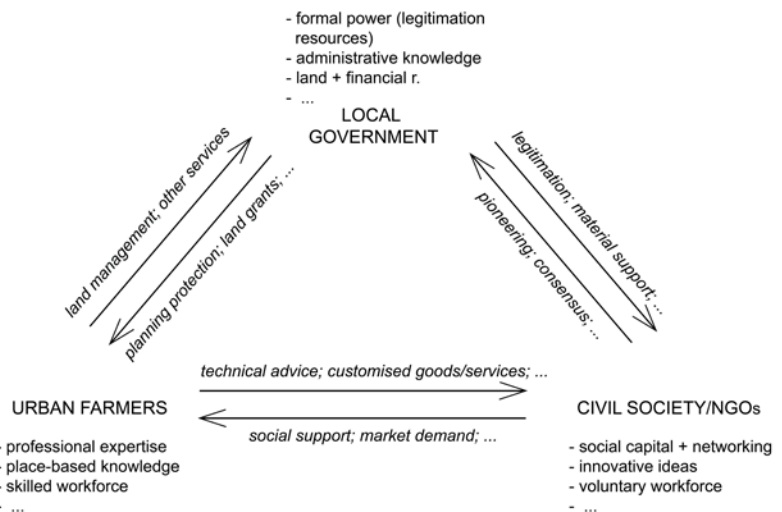 - formal power (legitimation
resources)
- administrative knowledge
- land + financial r.
- ...
LOCAL
GOVERNMENT
land management; other services
planning protection; land grants; ...
legitimation; material support; ...
pioneering; consensus; ...
technical advice; customised goods/services; ...
social support; market demand; ...
URBAN FARMERS
- professional expertise
- place-based knowledge
- skilled workforce
- ...
CIVIL SOCIETY/NGOs
- social capital + networking
- innovative ideas
- voluntary workforce
- ...